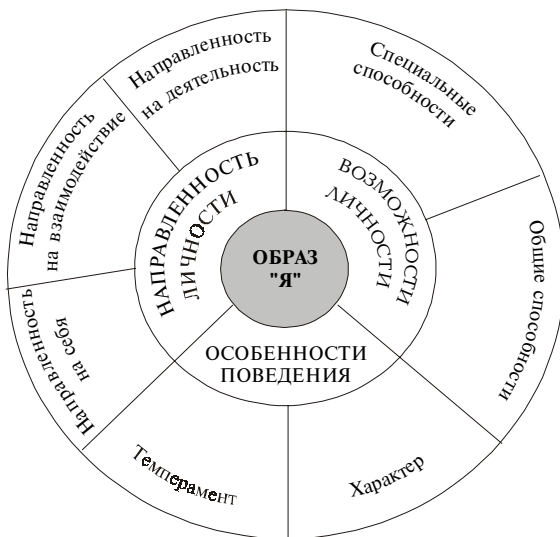 Направленность
на деятельность
Специальные
способности
Направленность
на взаимодействие
НАПРАВЛЕННОСТЬ
ЛИЧНОСТИ
ВОЗМОЖНОСТИ
ЛИЧНОСТИ
ОБРАЗ
"Я"
Общие способности
Направленность
на себя
ОСОБЕННОСТИ
ПОВЕДЕНИЯ
Темперамент
Характер